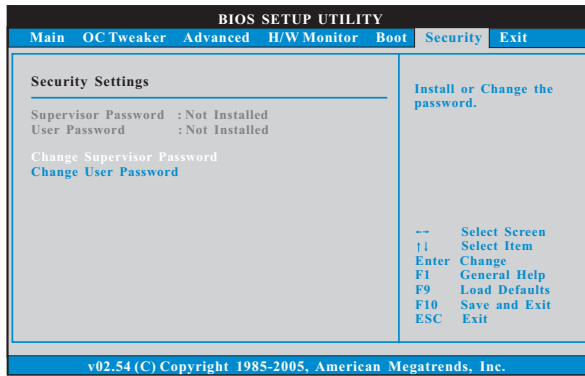 BIOS SETUP UTILITY
Main OC Tweaker Advanced H/W Monitor Boot Security Exit
Security Settings
Supervisor Password : Not Installed
User Password : Not Installed
Change Supervisor Password
Change User Password
Install or Change the
password.
←→ Select Screen
↑↓ Select Item
Enter Change
F1 General Help
F9 Load Defaults
F10 Save and Exit
ESC Exit
v02.54 (C) Copyright 1985-2005, American Megatrends, Inc.